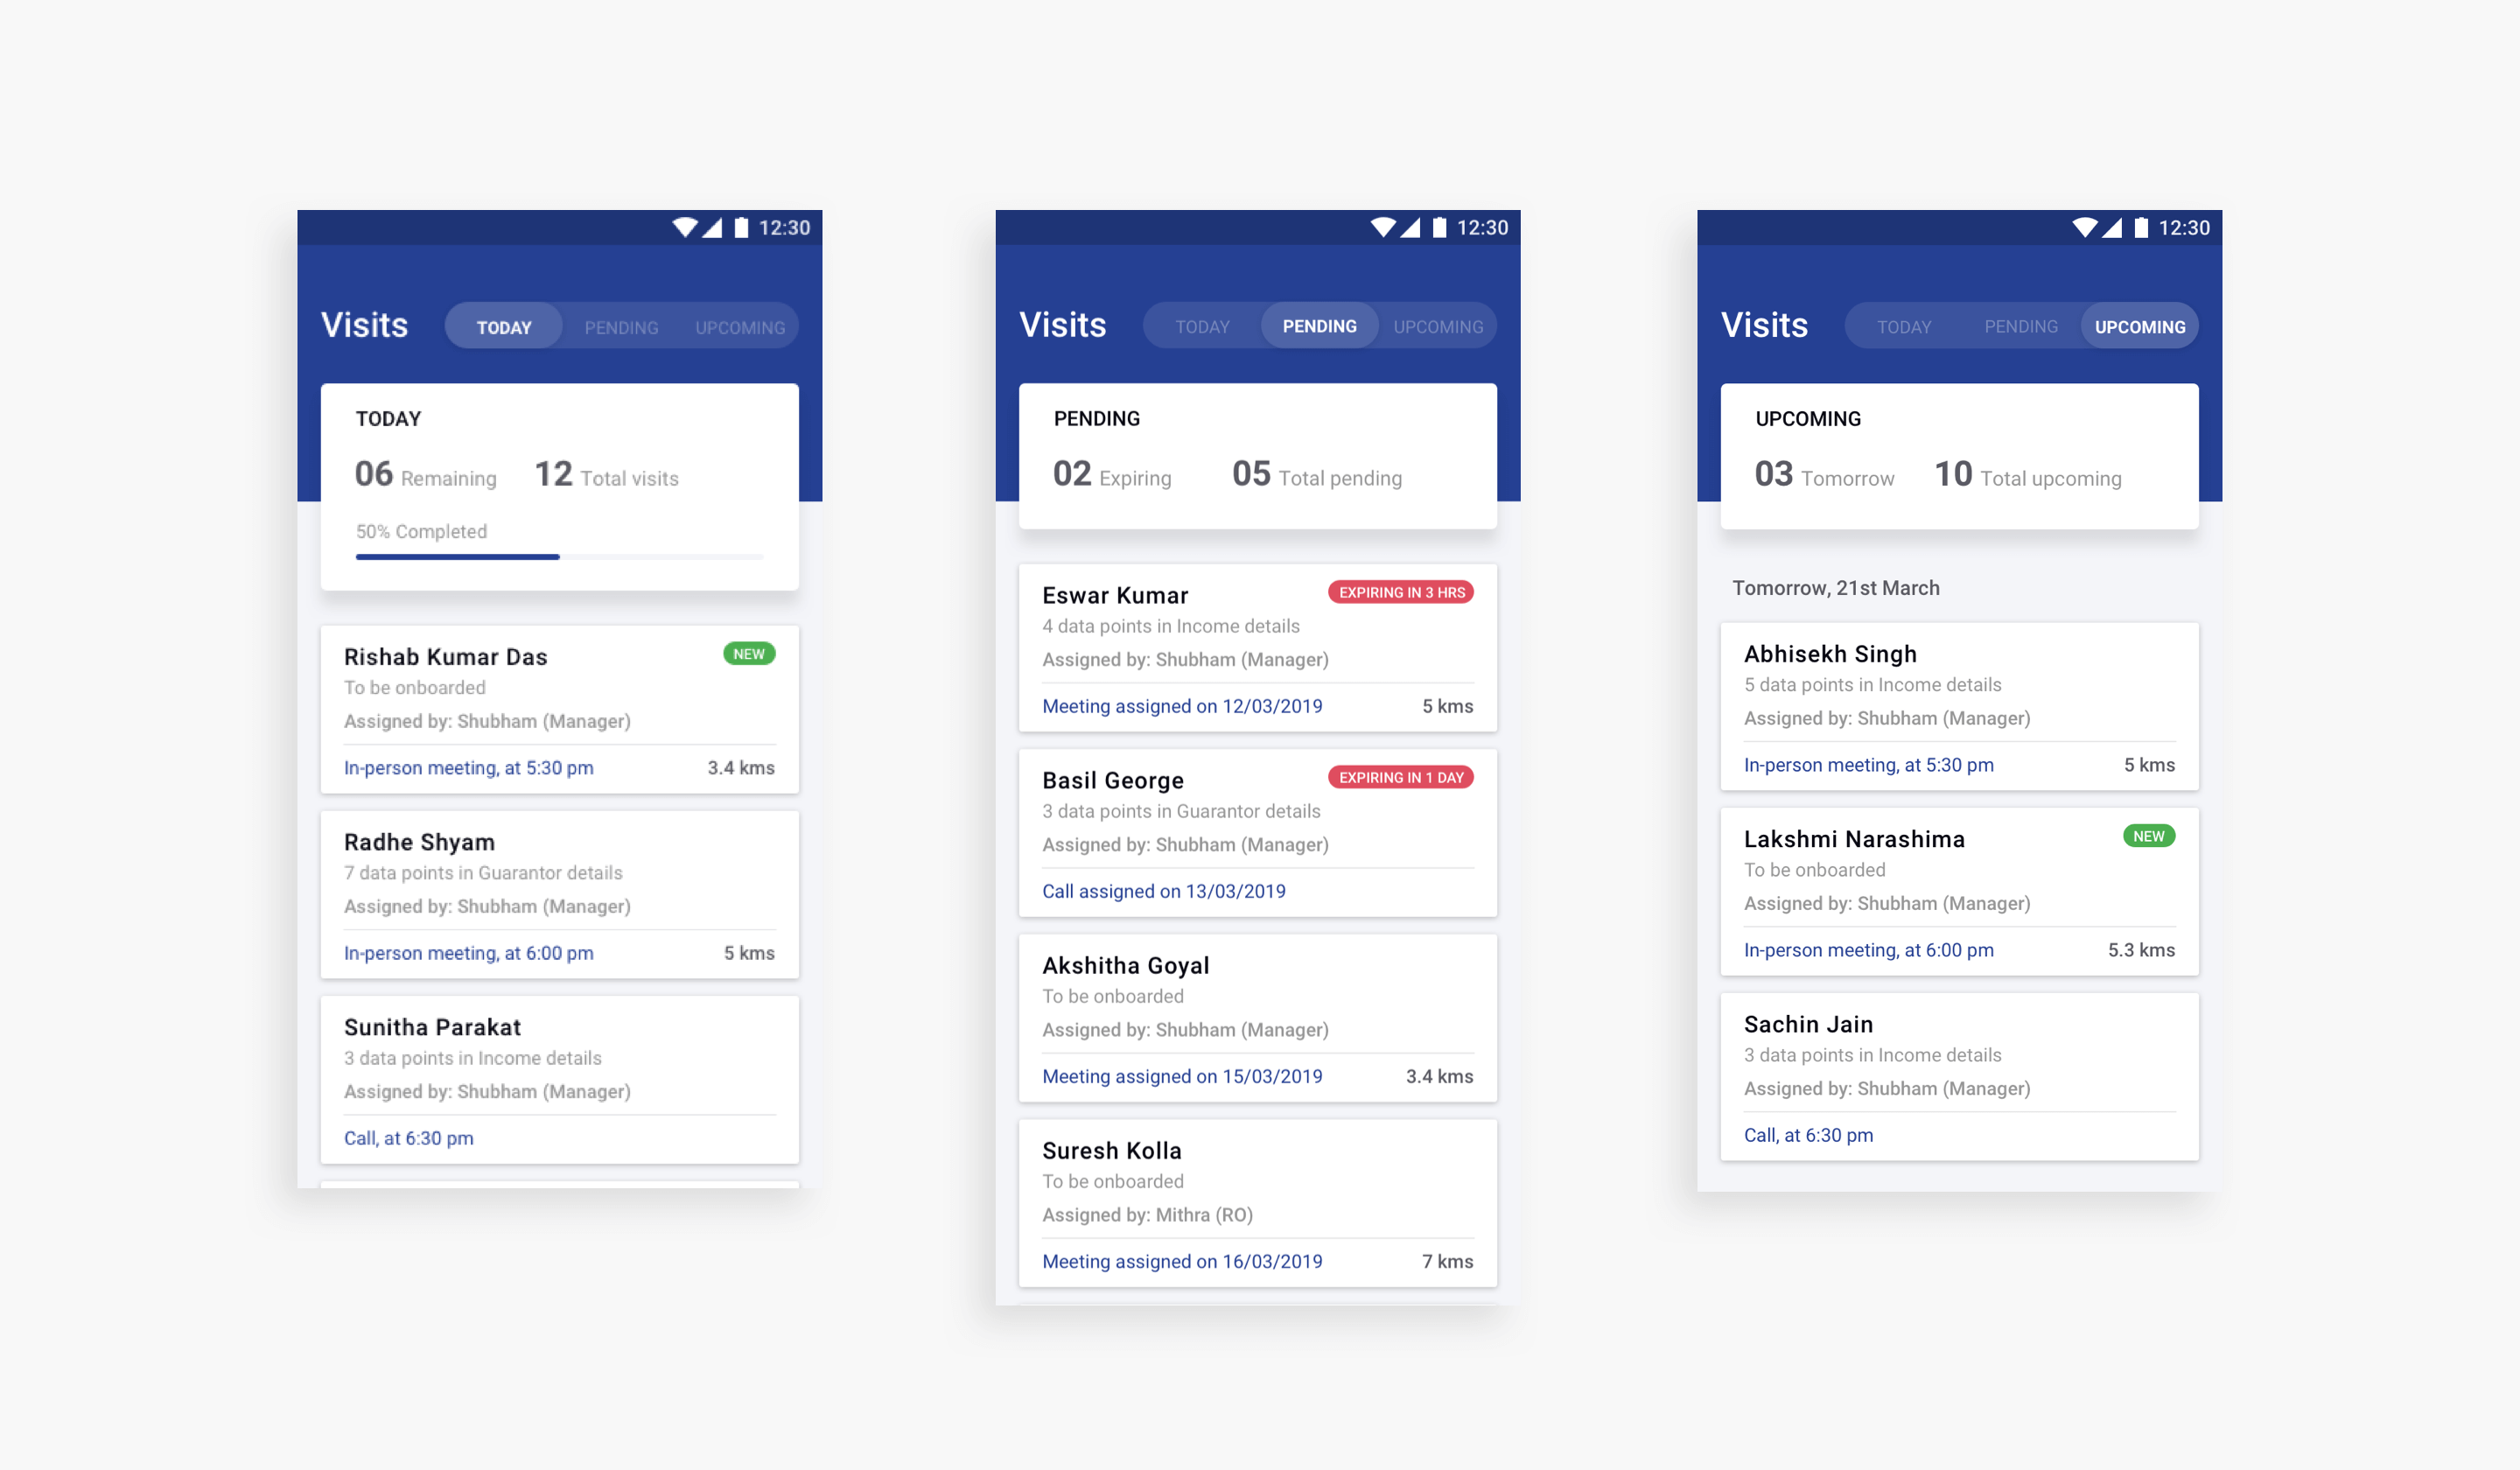 12:30
Visits TODAY PENDING UPCOMING
TODAY
06 Remaining 12 Total visits
50% Completed
Rishab Kumar Das NEW
To be onboarded
Assigned by: Shubham (Manager)
In-person meeting, at 5:30 pm 3.4 kms
Radhe Shyam
7 data points in Guarantor details
Assigned by: Shubham (Manager)
In-person meeting, at 6:00 pm 5 kms
Sunitha Parakat
3 data points in Income details
Assigned by: Shubham (Manager)
Call, at 6:30 pm
12:30
Visits TODAY PENDING UPCOMING
PENDING
02 Expiring 05 Total pending
Eswar Kumar EXPIRING IN 3 HRS
4 data points in Income details
Assigned by: Shubham (Manager)
Meeting assigned on 12/03/2019 5 kms
Basil George EXPIRING IN 1 DAY
3 data points in Guarantor details
Assigned by: Shubham (Manager)
Call assigned on 13/03/2019
Akshitha Goyal
To be onboarded
Assigned by: Shubham (Manager)
Meeting assigned on 15/03/2019 3.4 kms
Suresh Kolla
To be onboarded
Assigned by: Mithra (RO)
Meeting assigned on 16/03/2019 7 kms
12:30
Visits TODAY PENDING UPCOMING
UPCOMING
03 Tomorrow 10 Total upcoming
Tomorrow, 21st March
Abhisekh Singh
5 data points in Income details
Assigned by: Shubham (Manager)
In-person meeting, at 5:30 pm 5 kms
Lakshmi Narashima NEW
To be onboarded
Assigned by: Shubham (Manager)
In-person meeting, at 6:00 pm 5.3 kms
Sachin Jain
3 data points in Income details
Assigned by: Shubham (Manager)
Call, at 6:30 pm